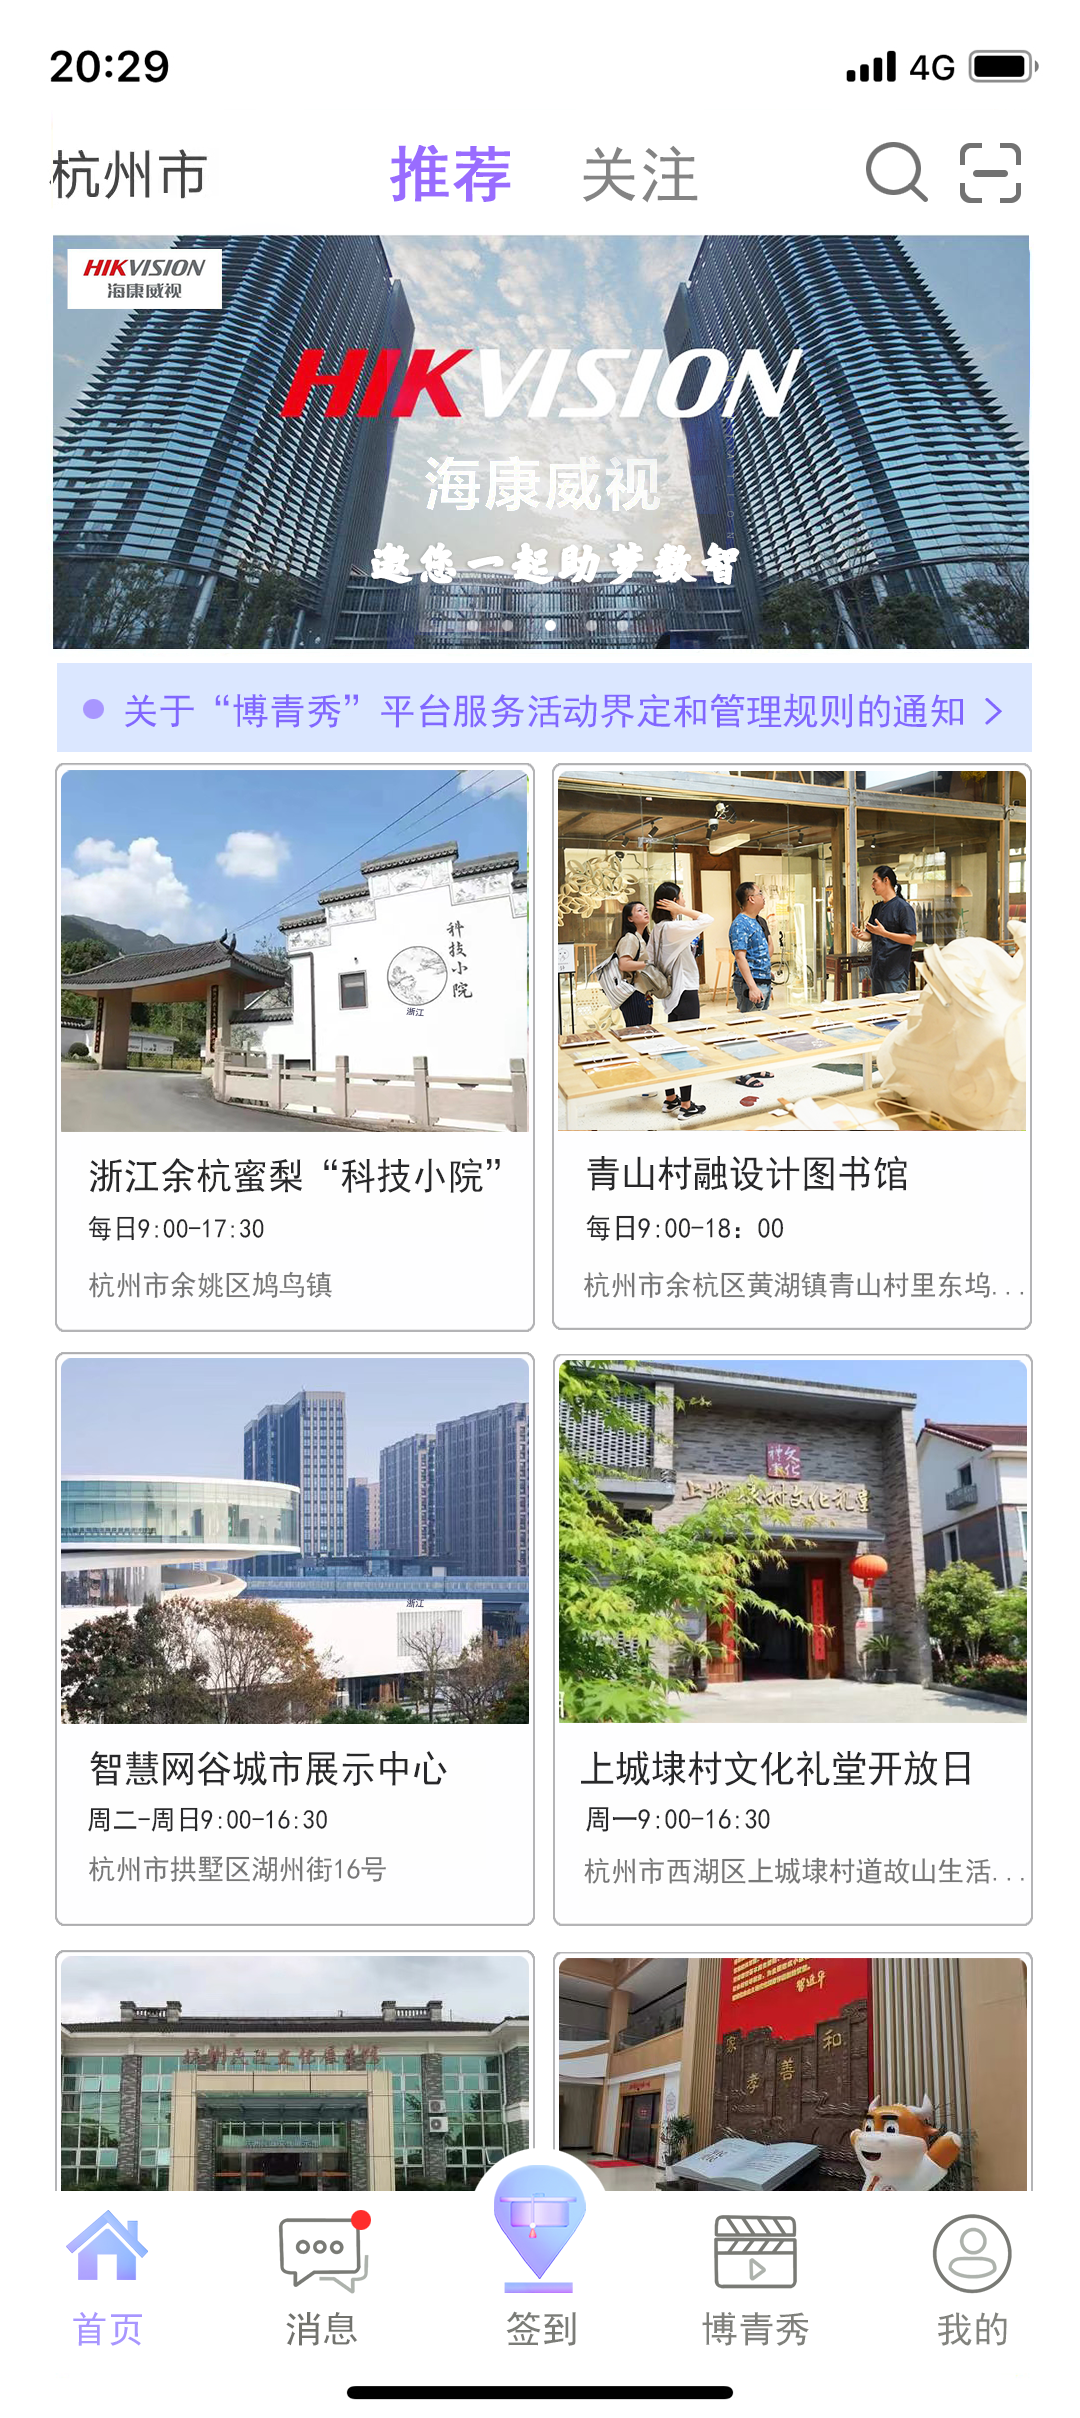 20:29
4G
杭州市
推荐
关注
HIKVISION
海康威视
HIKVISION
海康威视
邀您一起助梦数智
关于“博青秀”平台服务活动界定和管理规则的通知
科技小院
浙江
浙江余杭蜜梨“科技小院”
每日9:00-17:30
杭州市余姚区鸠鸟镇
青山村融设计图书馆
每日9:00-18：00
杭州市余杭区黄湖镇青山村里东坞...
浙江
智慧网谷城市展示中心
周二-周日9:00-16:30
杭州市拱墅区湖州街16号
上城埭村文化礼堂
上城埭村文化礼堂开放日
周一9:00-16:30
杭州市西湖区上城埭村道故山生活...
家
孝
善
和
首页
消息
签到
博青秀
我的